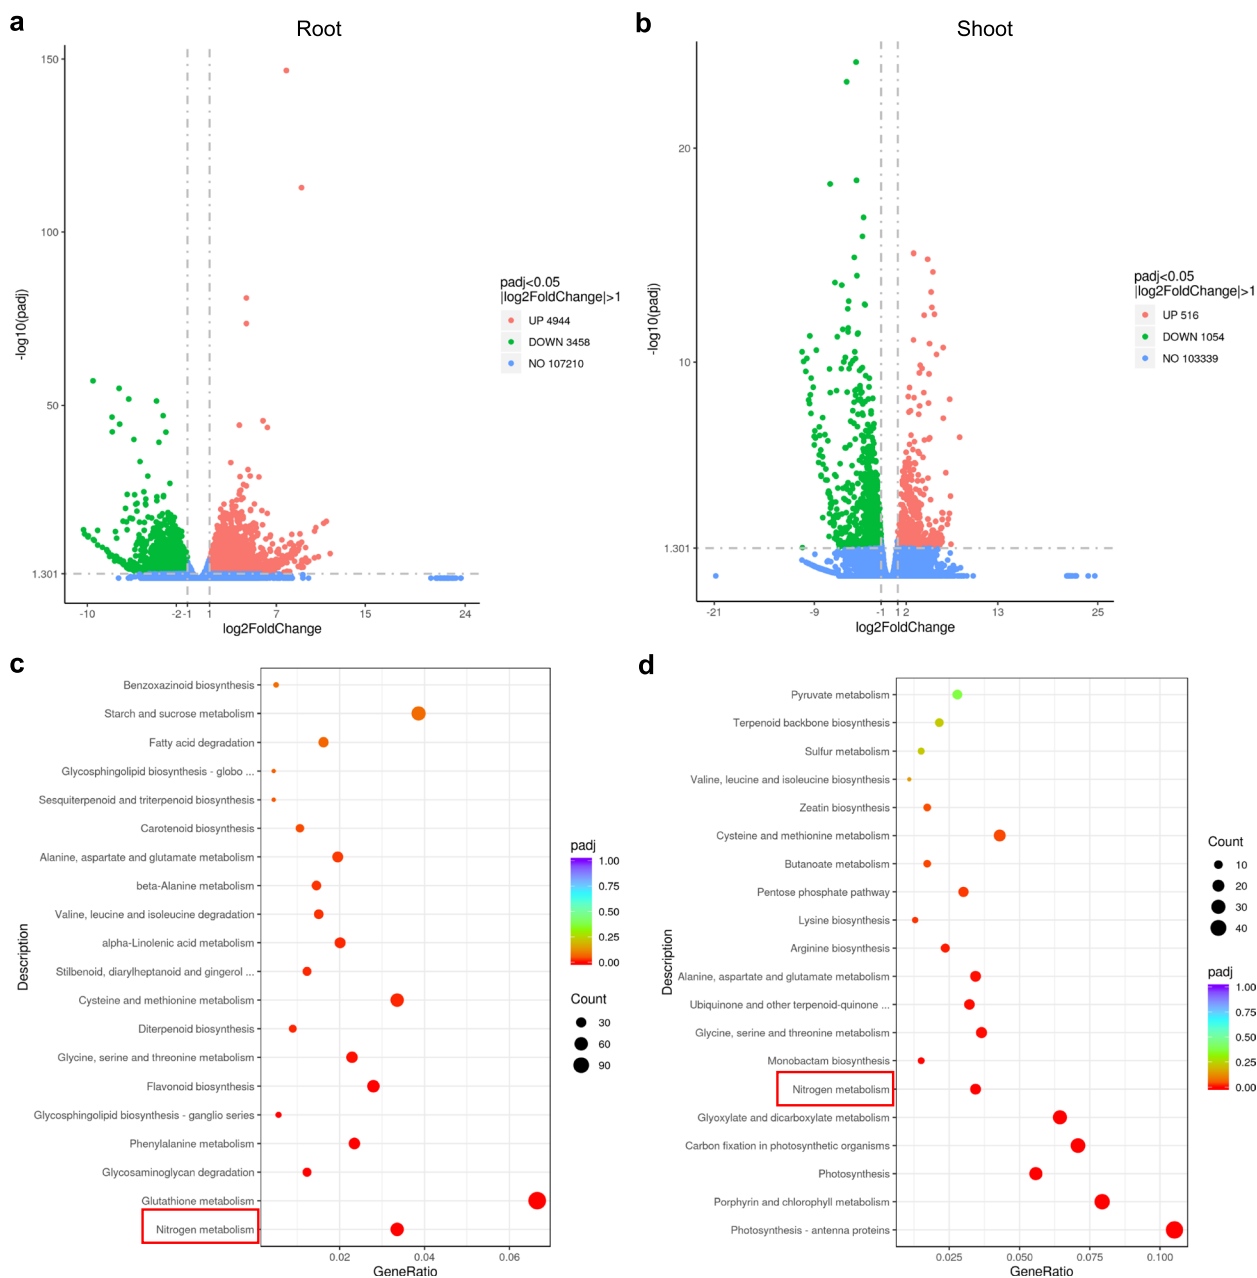 a
Root
150
100
50
1.301
-log10(padj)
-10
-2
-1
1
7
15
24
log2FoldChange
padj<0.05
|log2FoldChange|>1
UP 4944
DOWN 3458
NO 107210
b
Shoot
20
10
1.301
-log10(padj)
-21
-9
-1
1
2
13
25
log2FoldChange
padj<0.05
|log2FoldChange|>1
UP 516
DOWN 1054
NO 103339
c
Description
Benzoxazinoid biosynthesis
Starch and sucrose metabolism
Fatty acid degradation
Glycosphingolipid biosynthesis - globo ...
Sesquiterpenoid and triterpenoid biosynthesis
Carotenoid biosynthesis
Alanine, aspartate and glutamate metabolism
beta-Alanine metabolism
Valine, leucine and isoleucine degradation
alpha-Linolenic acid metabolism
Stilbenoid, diarylheptanoid and gingerol ...
Cysteine and methionine metabolism
Diterpenoid biosynthesis
Glycine, serine and threonine metabolism
Flavonoid biosynthesis
Glycosphingolipid biosynthesis - ganglio series
Phenylalanine metabolism
Glycosaminoglycan degradation
Glutathione metabolism
Nitrogen metabolism
0.02
0.04
0.06
GeneRatio
padj
1.00
0.75
0.50
0.25
0.00
Count
30
60
90
d
Description
Pyruvate metabolism
Terpenoid backbone biosynthesis
Sulfur metabolism
Valine, leucine and isoleucine biosynthesis
Zeatin biosynthesis
Cysteine and methionine metabolism
Butanoate metabolism
Pentose phosphate pathway
Lysine biosynthesis
Arginine biosynthesis
Alanine, aspartate and glutamate metabolism
Ubiquinone and other terpenoid-quinone ...
Glycine, serine and threonine metabolism
Monobactam biosynthesis
Nitrogen metabolism
Glyoxylate and dicarboxylate metabolism
Carbon fixation in photosynthetic organisms
Photosynthesis
Porphyrin and chlorophyll metabolism
Photosynthesis - antenna proteins
0.025
0.050
0.075
0.100
GeneRatio
Count
10
20
30
40
padj
1.00
0.75
0.50
0.25
0.00